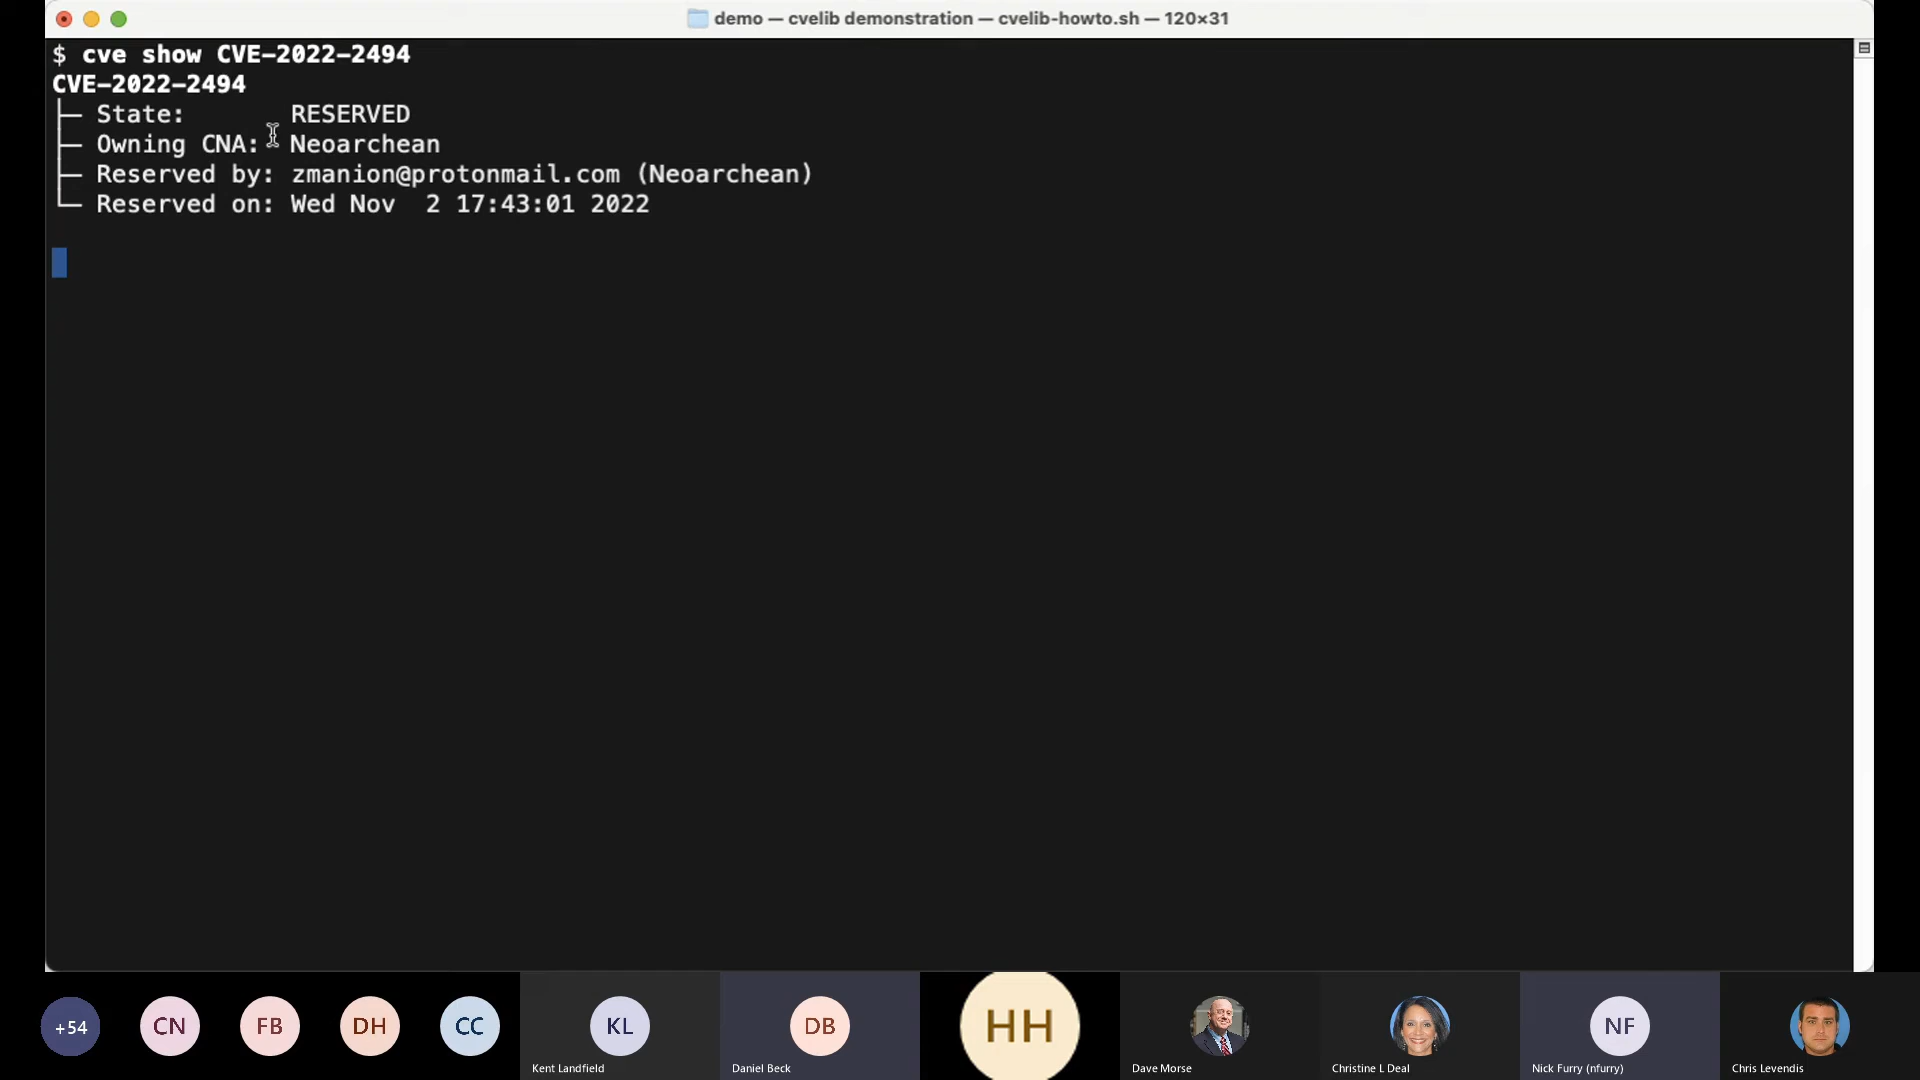 demo — cvelib demonstration — cvelib-howto.sh — 120×31
$ cve show CVE-2022-2494
CVE-2022-2494
├─ State:       RESERVED
├─ Owning CNA:  Neoarchean
├─ Reserved by: zmanion@protonmail.com (Neoarchean)
└─ Reserved on: Wed Nov  2 17:43:01 2022
+54
CN
FB
DH
CC
KL
DB
HH
NF
Kent Landfield
Daniel Beck
Dave Morse
Christine L Deal
Nick Furry (nfurry)
Chris Levendis